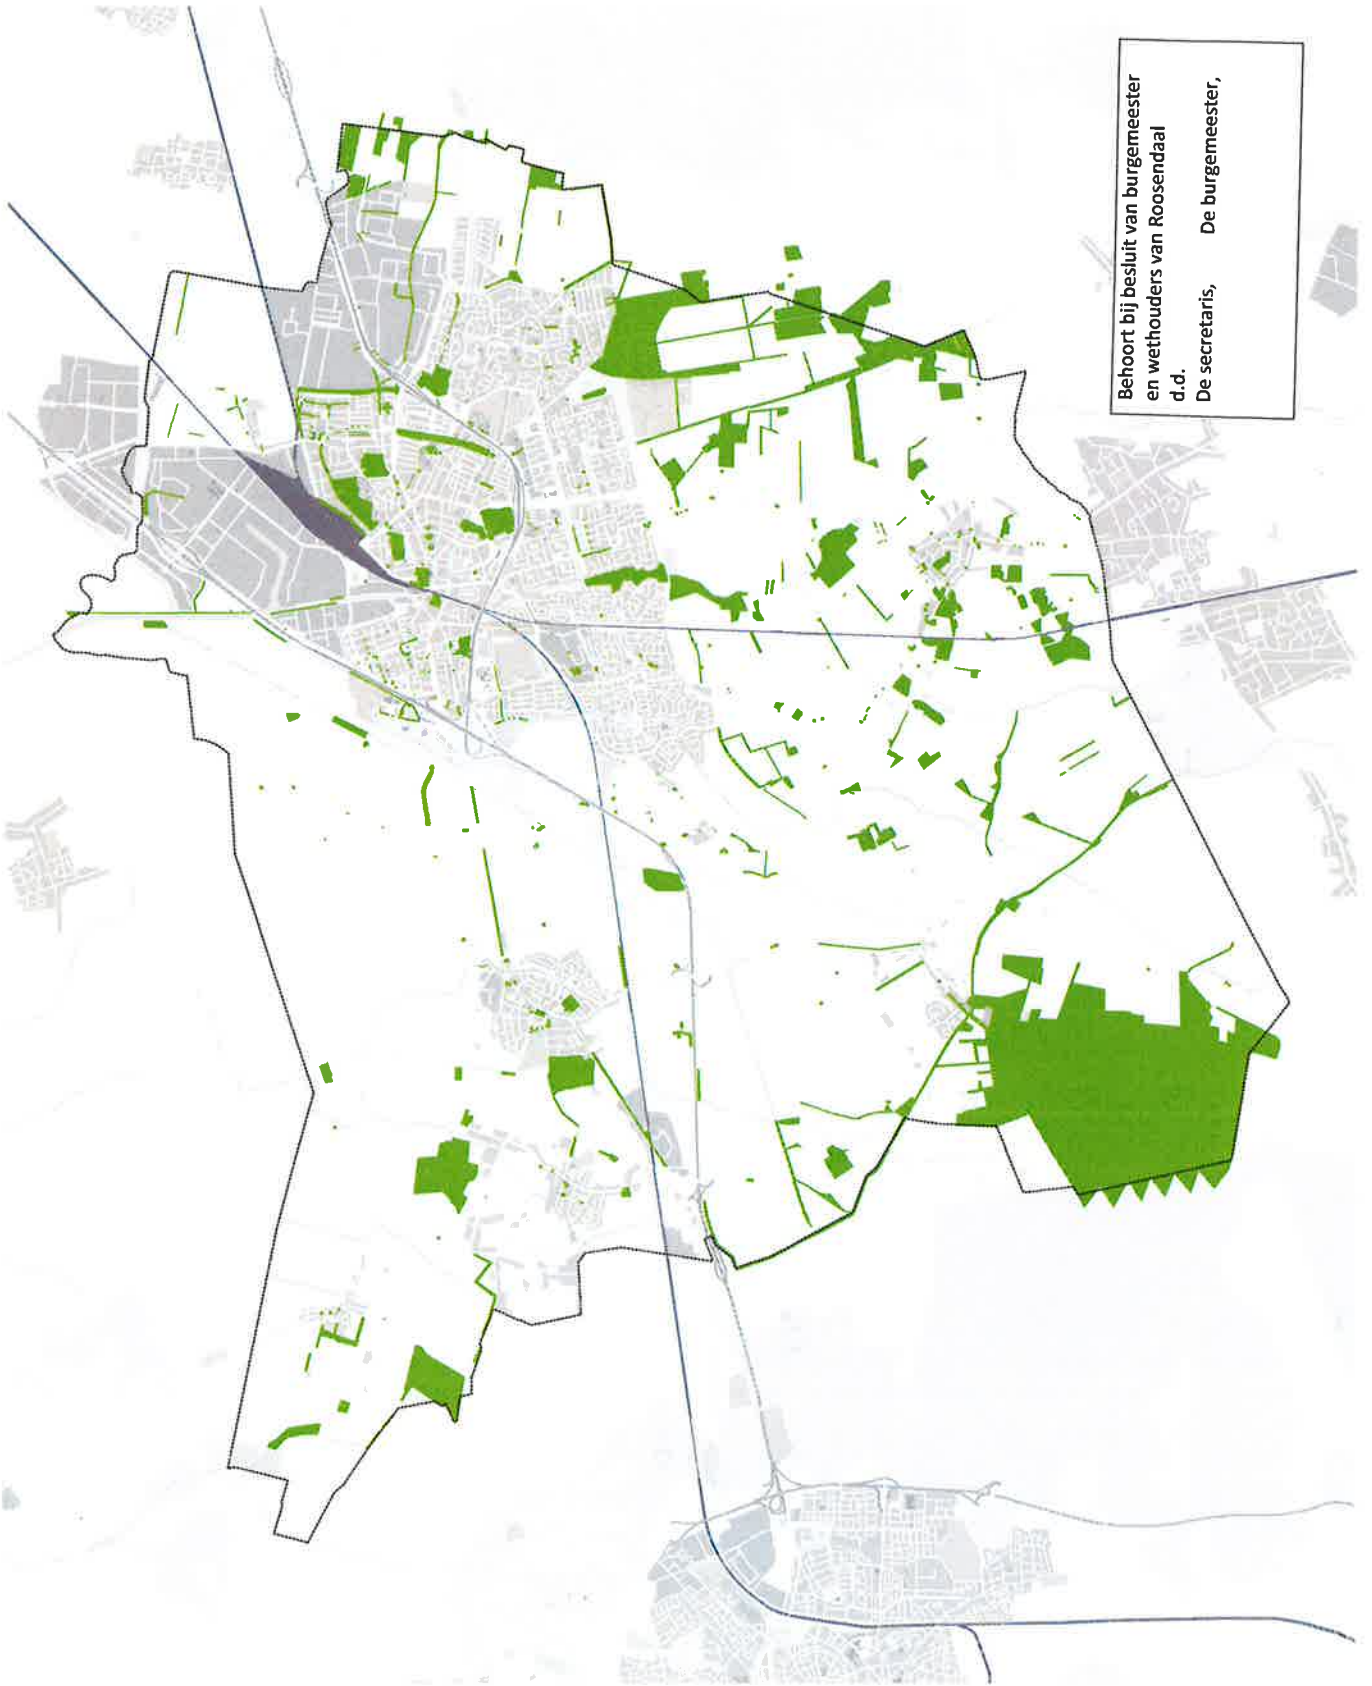 Behoort bij besluit van burgemeester
en wethouders van Roosendaal
d.d.
De secretaris, De burgemeester,